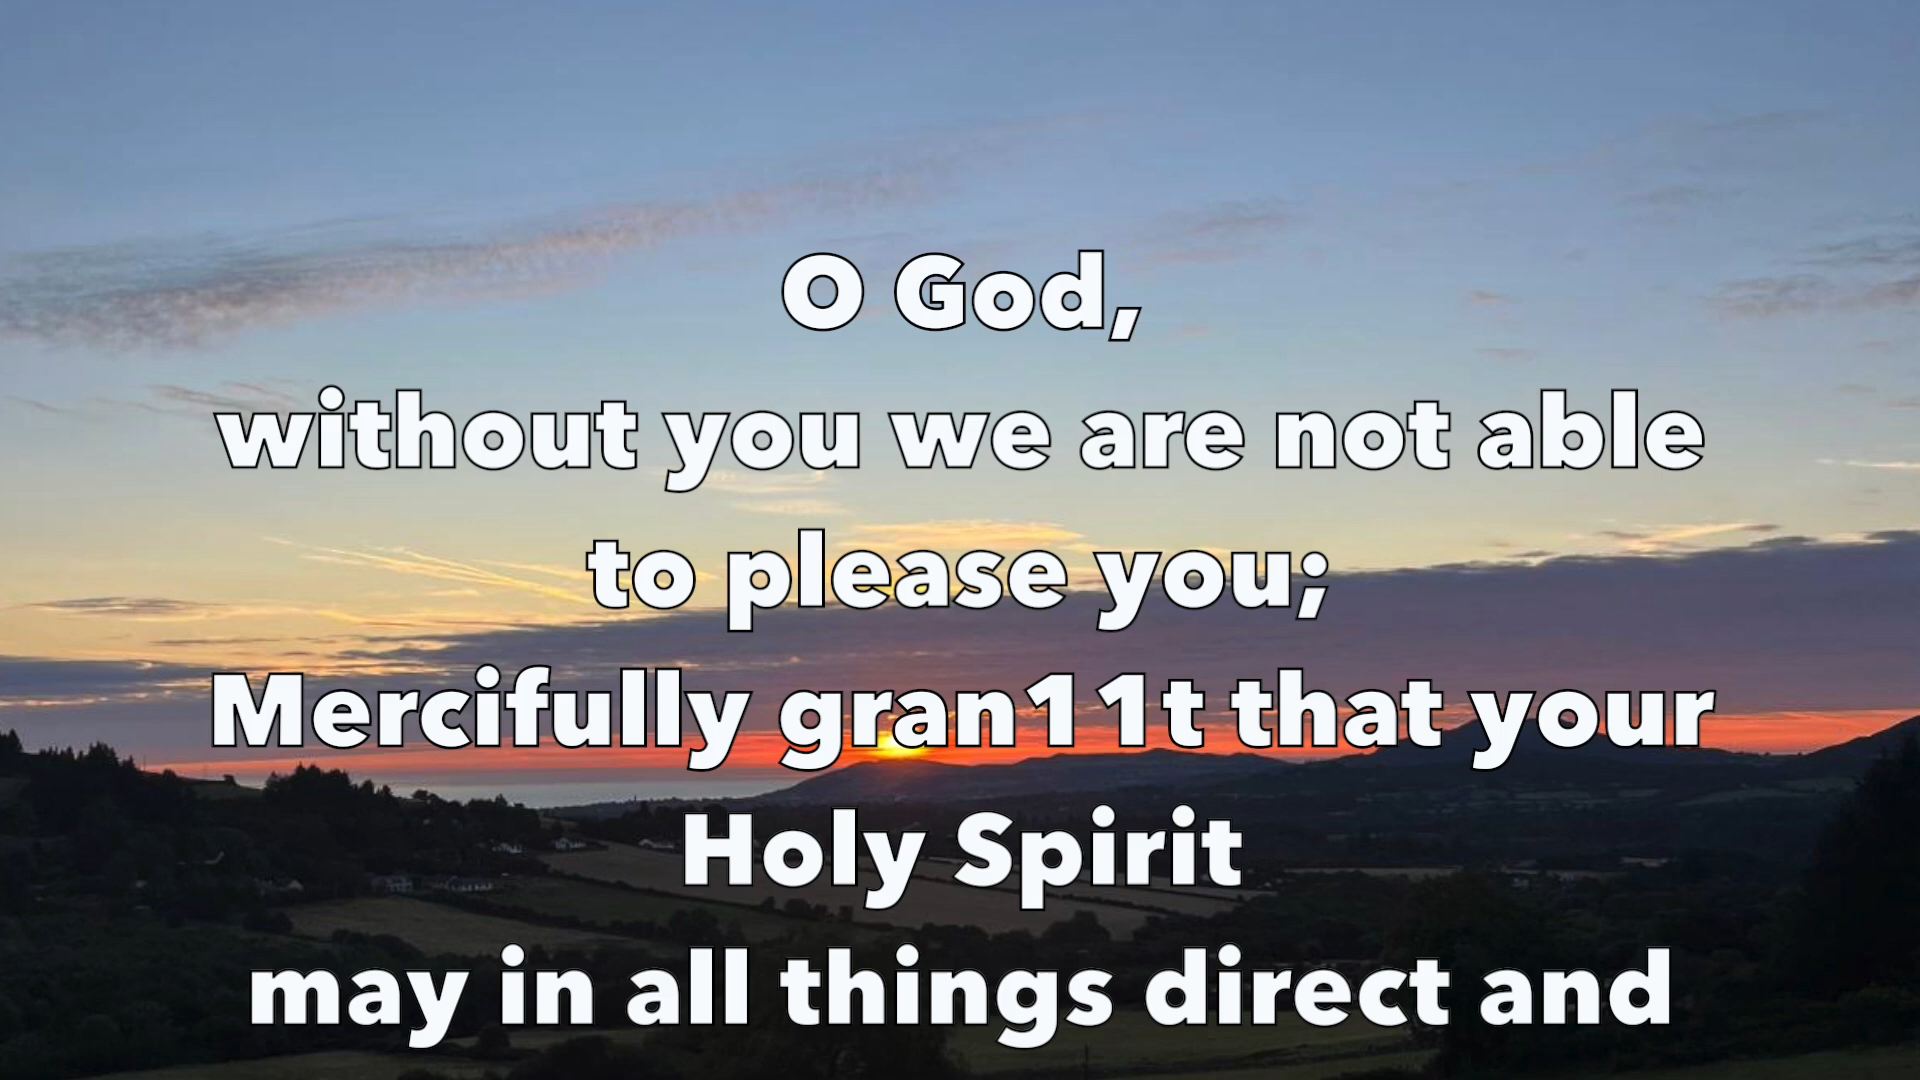 O God,
without you we are not able
to please you;
Mercifully gran11t that your
Holy Spirit
may in all things direct and